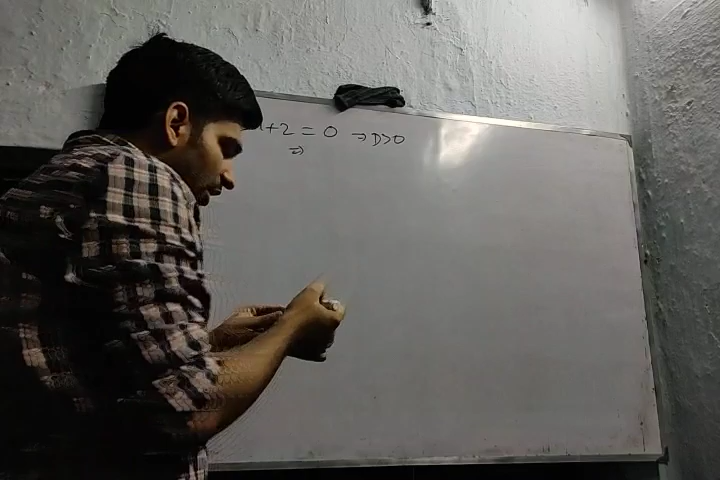 +2 = 0 → D>0
⇒